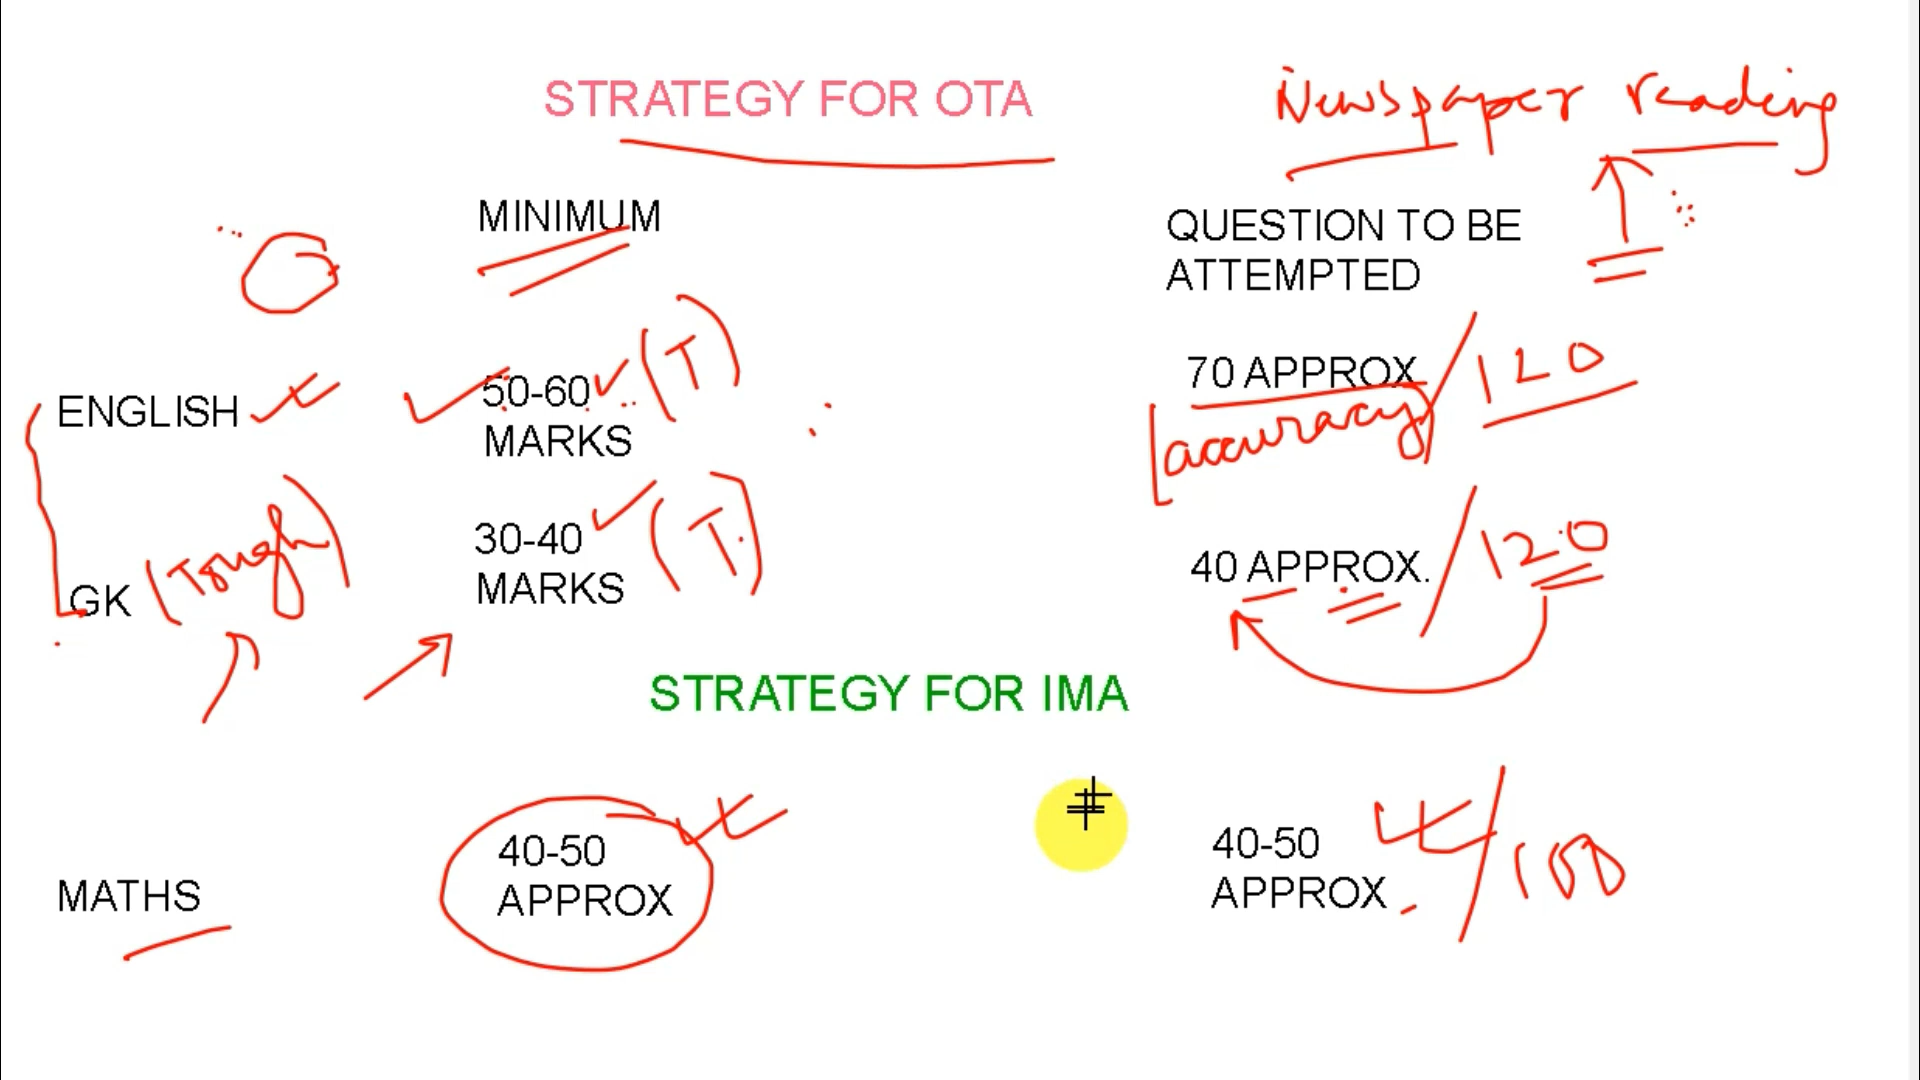 STRATEGY FOR OTA
Newspaper reading
MINIMUM
QUESTION TO BE
ATTEMPTED
ENGLISH
50-60 (T)
MARKS
70 APPROX / 120
(accuracy)
GK (Tough)
30-40 (T)
MARKS
40 APPROX. / 120
STRATEGY FOR IMA
MATHS
40-50
APPROX
40-50
APPROX / 100